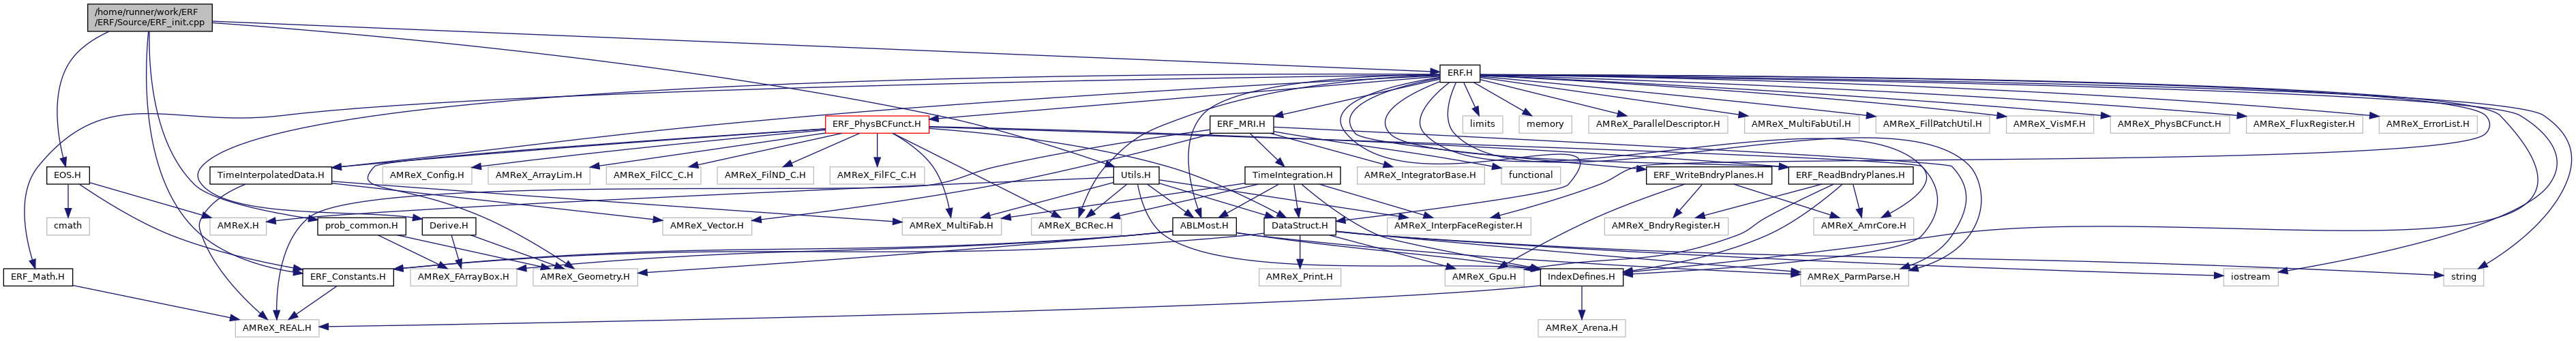 /home/runner/work/ERF
/ERF/Source/ERF_init.cpp
ERF.H
ERF_PhysBCFunct.H
ERF_MRI.H
limits
memory
AMReX_ParallelDescriptor.H
AMReX_MultiFabUtil.H
AMReX_FillPatchUtil.H
AMReX_VisMF.H
AMReX_PhysBCFunct.H
AMReX_FluxRegister.H
AMReX_ErrorList.H
EOS.H
TimeInterpolatedData.H
AMReX_Config.H
AMReX_ArrayLim.H
AMReX_FilCC_C.H
AMReX_FilND_C.H
AMReX_FilFC_C.H
Utils.H
TimeIntegration.H
AMReX_IntegratorBase.H
functional
ERF_WriteBndryPlanes.H
ERF_ReadBndryPlanes.H
cmath
AMReX.H
prob_common.H
Derive.H
AMReX_Vector.H
AMReX_MultiFab.H
AMReX_BCRec.H
ABLMost.H
DataStruct.H
AMReX_InterpFaceRegister.H
AMReX_BndryRegister.H
AMReX_AmrCore.H
ERF_Math.H
ERF_Constants.H
AMReX_FArrayBox.H
AMReX_Geometry.H
AMReX_Print.H
AMReX_Gpu.H
IndexDefines.H
AMReX_ParmParse.H
iostream
string
AMReX_REAL.H
AMReX_Arena.H